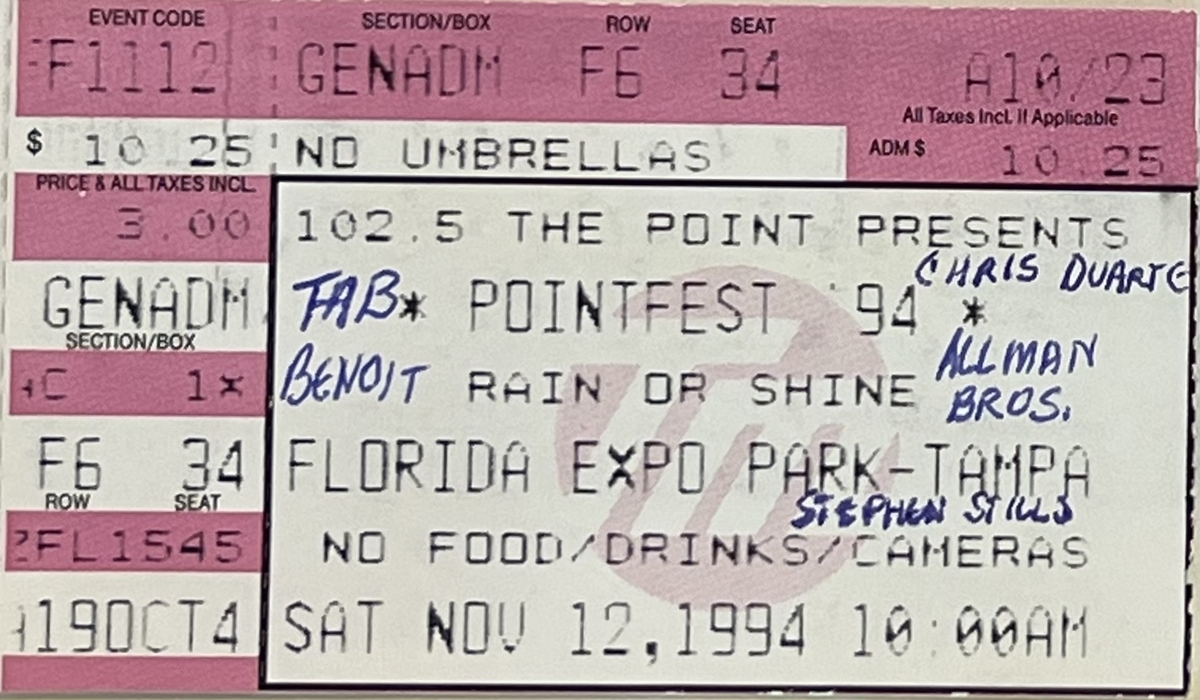 EVENT CODE SECTION/BOX ROW SEAT
F1112 GENADM F6 34 A10/23
All Taxes Incl. If Applicable
$ 10.25 NO UMBRELLAS ADM $ 10.25
PRICE & ALL TAXES INCL.
3.00
102.5 THE POINT PRESENTS
CHRIS DUARTE
GENADM
TAB * POINTFEST '94 *
SECTION/BOX
ALLMAN
C 1x
BENOIT RAIN OR SHINE BROS.
F6 34
FLORIDA EXPO PARK-TAMPA
ROW SEAT
STEPHEN STILLS
FL1545
NO FOOD/DRINKS/CAMERAS
19OCT4
SAT NOV 12,1994 10:00AM